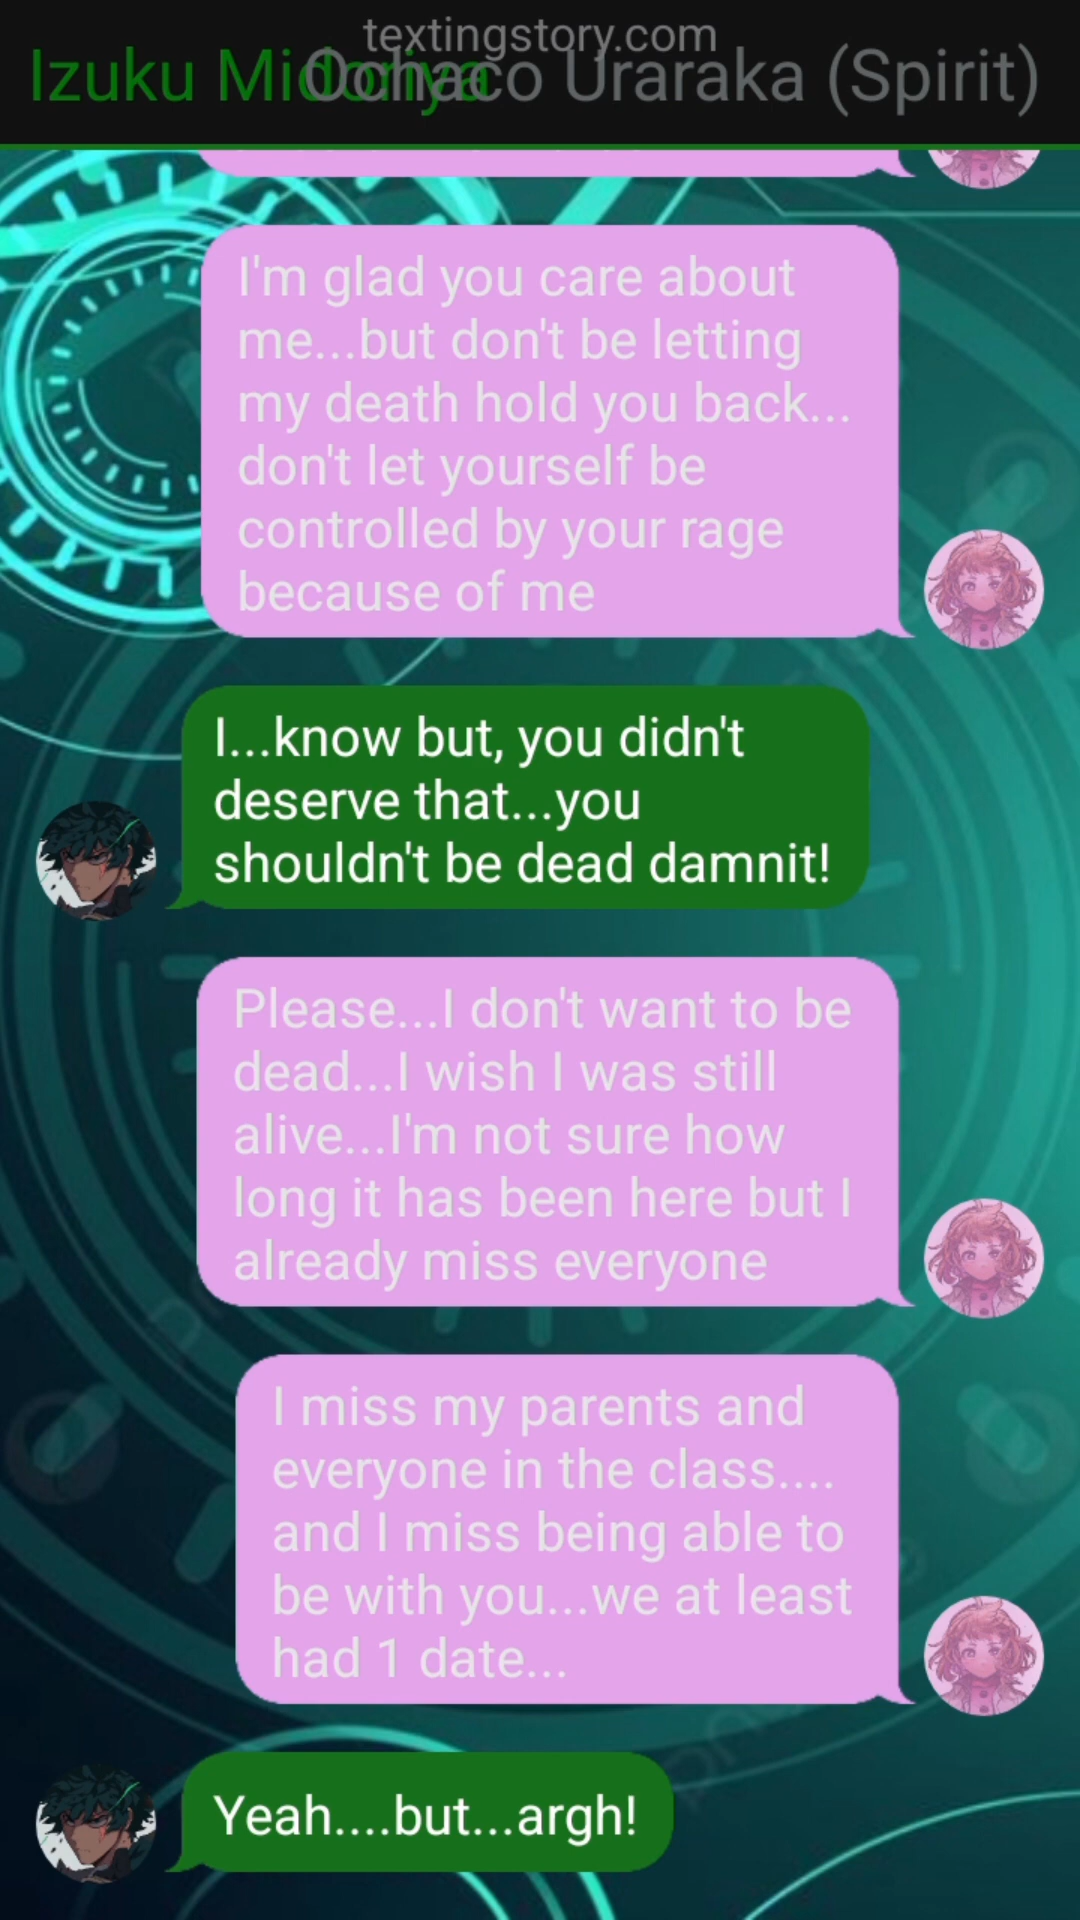 textingstory.com
Izuku Midoriya
Ochaco Uraraka (Spirit)
I'm glad you care about
me...but don't be letting
my death hold you back...
don't let yourself be
controlled by your rage
because of me
I...know but, you didn't
deserve that...you
shouldn't be dead damnit!
Please...I don't want to be
dead...I wish I was still
alive...I'm not sure how
long it has been here but I
already miss everyone
I miss my parents and
everyone in the class....
and I miss being able to
be with you...we at least
had 1 date...
Yeah....but...argh!